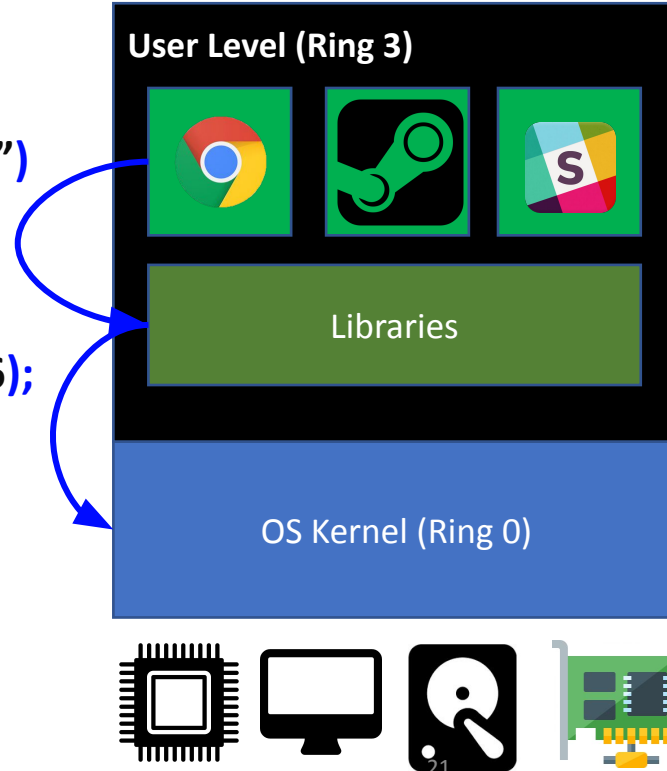 User Level (Ring 3)
”)
S
Libraries
);
OS Kernel (Ring 0)
21